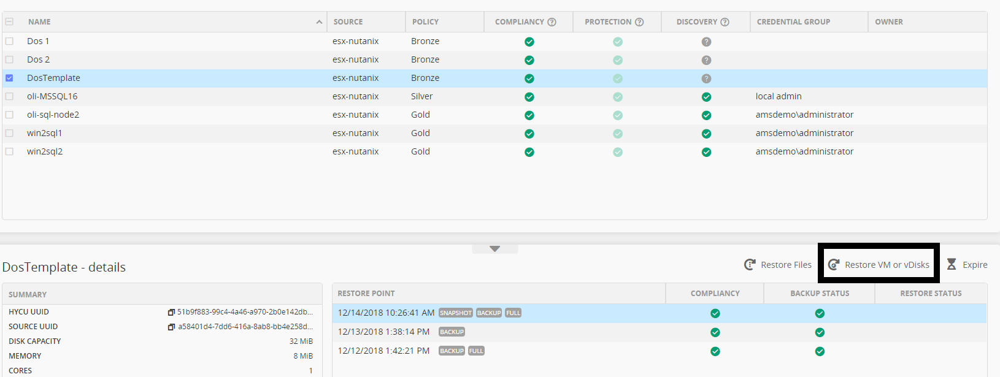 NAME SOURCE POLICY COMPLIANCY ? PROTECTION ? DISCOVERY ? CREDENTIAL GROUP OWNER
Dos 1 esx-nutanix Bronze ?
Dos 2 esx-nutanix Bronze ?
DosTemplate esx-nutanix Bronze ?
oli-MSSQL16 esx-nutanix Silver local admin
oli-sql-node2 esx-nutanix Gold amsdemo\administrator
win2sql1 esx-nutanix Gold amsdemo\administrator
win2sql2 esx-nutanix Gold amsdemo\administrator
DosTemplate - details Restore Files Restore VM or vDisks Expire
SUMMARY
HYCU UUID 51b9f883-99c4-4a46-a970-2b0e142db...
SOURCE UUID a58401d4-7dd6-416a-8ab8-bb4e258d...
DISK CAPACITY 32 MiB
MEMORY 8 MiB
CORES 1
RESTORE POINT COMPLIANCY BACKUP STATUS RESTORE STATUS
12/14/2018 10:26:41 AM SNAPSHOT BACKUP FULL
12/13/2018 1:38:14 PM BACKUP
12/12/2018 1:42:21 PM BACKUP FULL